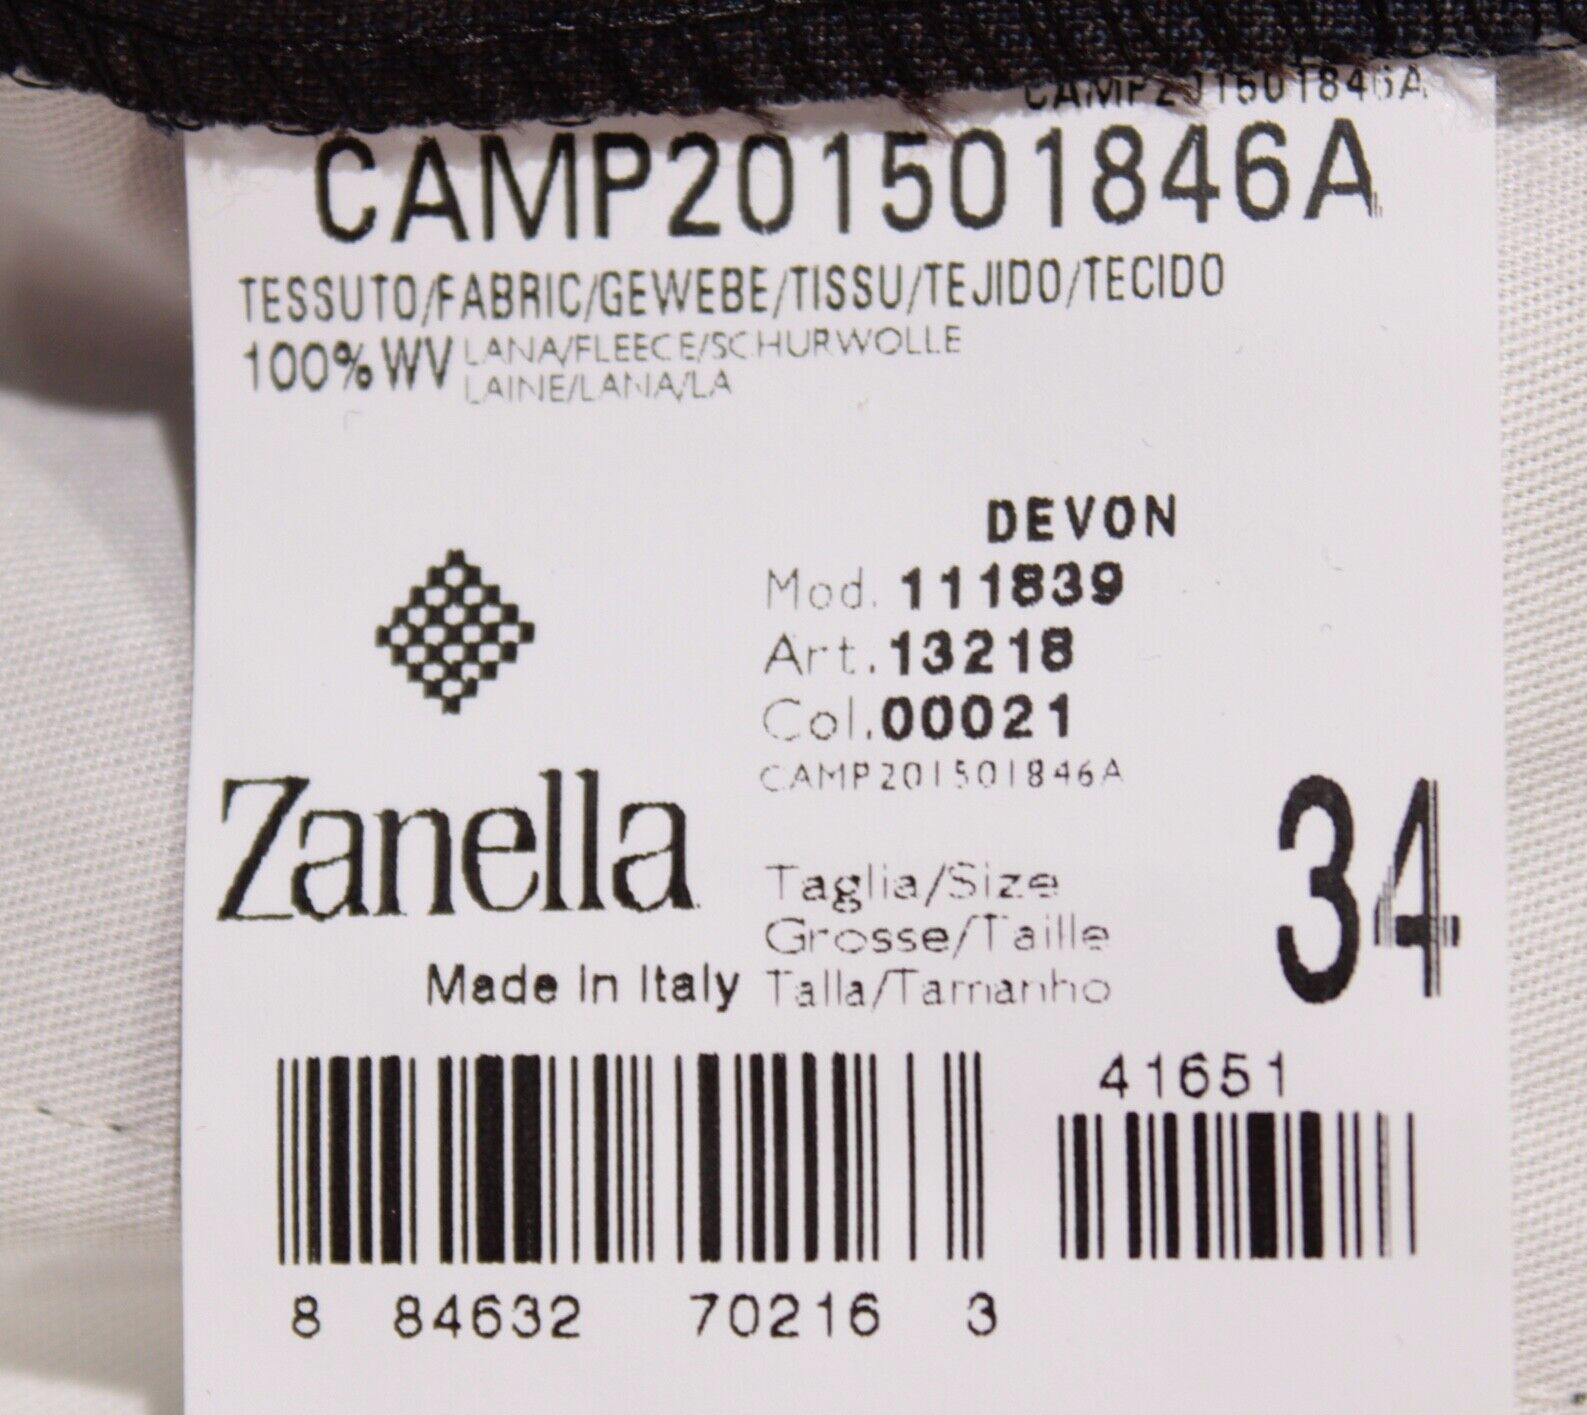 CAMP201501846A
CAMP201501846A
TESSUTO/FABRIC/GEWEBE/TISSU/TEJIDO/TECIDO
100% WV LANA/FLEECE/SCHURWOLLE
LAINE/LANA/LA
DEVON
Mod. 111839
Art. 13218
Col. 00021
CAMP201501846A
Zanella
Made In Italy
Taglia/Size
Grosse/Taille
Talla/Tamanho
34
41651
8 84632 70216 3